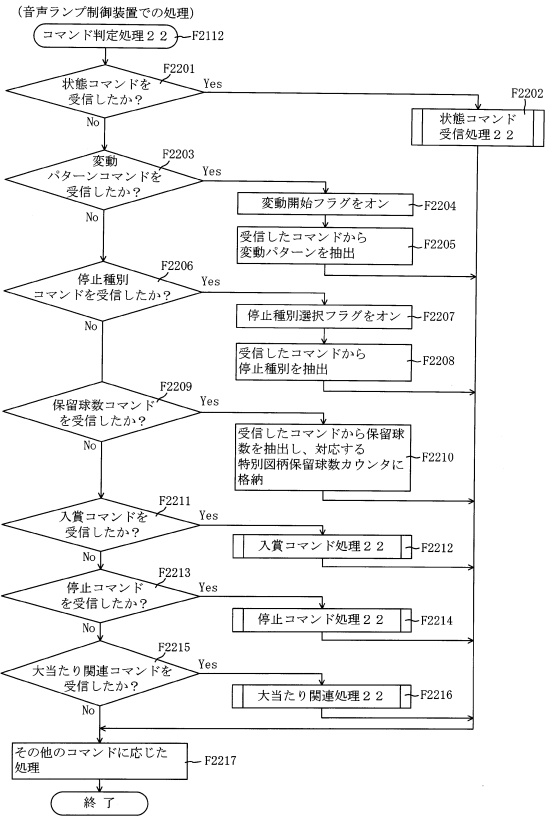 (音声ランプ制御装置での処理)
コマンド判定処理22
F2112
F2201
状態コマンドを
受信したか?
Yes
No
F2202
状態コマンド
受信処理22
F2203
変動
パターンコマンドを
受信したか?
Yes
No
変動開始フラグをオン
F2204
受信したコマンドから
変動パターンを抽出
F2205
F2206
停止種別
コマンドを受信したか?
Yes
No
停止種別選択フラグをオン
F2207
受信したコマンドから
停止種別を抽出
F2208
F2209
保留球数コマンド
を受信したか?
Yes
No
受信したコマンドから保留球
数を抽出し、対応する
特別図柄保留球数カウンタに
格納
F2210
F2211
入賞コマンドを
受信したか?
Yes
No
入賞コマンド処理22
F2212
F2213
停止コマンド
を受信したか?
Yes
No
停止コマンド処理22
F2214
F2215
大当たり関連コマンドを
受信したか?
Yes
No
大当たり関連処理22
F2216
その他のコマンドに応じた
処理
F2217
終了